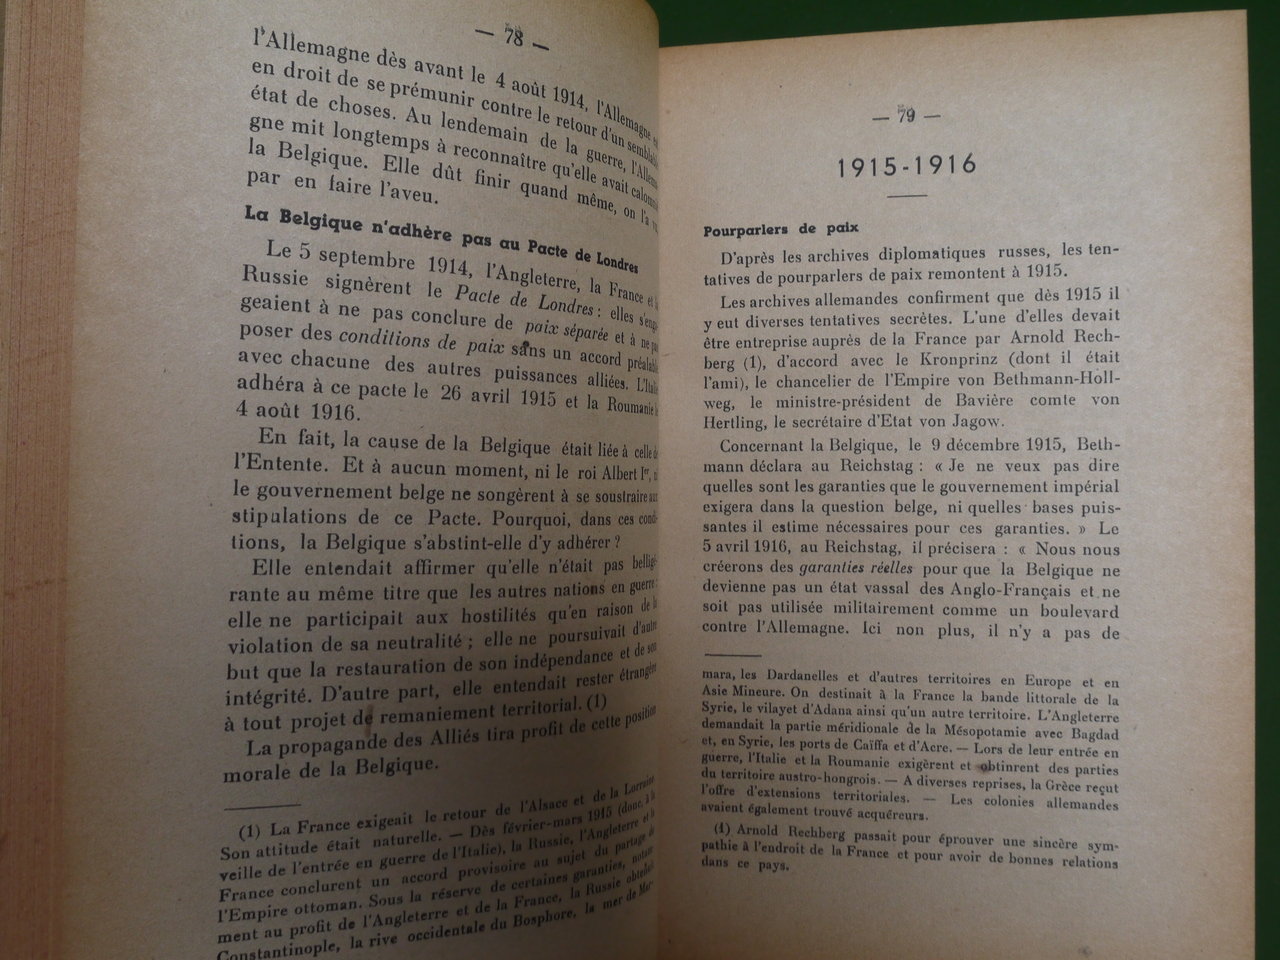 — 78 —
l'Allemagne dès avant le 4 août 1914, l'Allemagne
en droit de se prémunir contre le retour d'un
état de choses. Au lendemain de la guerre,
gne mit longtemps à reconnaître qu'elle avait
la Belgique. Elle dût finir quand même, on l'a
par en faire l'aveu.
La Belgique n'adhère pas au Pacte de Londres
Le 5 septembre 1914, l'Angleterre, la France et
Russie signèrent le Pacte de Londres : elles
geaient à ne pas conclure de paix séparée et à ne
poser des conditions de paix sans un accord
avec chacune des autres puissances alliées.
adhéra à ce pacte le 26 avril 1915 et la Roumanie
4 août 1916.
En fait, la cause de la Belgique était liée à celle
l'Entente. Et à aucun moment, ni le roi Albert Ier,
le gouvernement belge ne songèrent à se soustraire
stipulations de ce Pacte. Pourquoi, dans ces
tions, la Belgique s'abstint-elle d'y adhérer ?
Elle entendait affirmer qu'elle n'était pas
rante au même titre que les autres nations en guerre :
elle ne participait aux hostilités qu'en raison de la
violation de sa neutralité ; elle ne poursuivait
but que la restauration de son indépendance et de son
intégrité. D'autre part, elle entendait rester étrangère
à tout projet de remaniement territorial. (1)
La propagande des Alliés tira profit de cette position
morale de la Belgique.
(1) La France exigeait le retour de l'Alsace et de la Lorraine
Son attitude était naturelle. — Dès février-mars 1915 (donc, à la
veille de l'entrée en guerre de l'Italie), la Russie, l'Angleterre et la
France conclurent un accord provisoire au sujet du partage de
l'Empire ottoman. Sous la réserve de certaines garanties,
ment au profit de l'Angleterre et de la France, la Russie
Constantinople, la rive occidentale du Bosphore, la mer de Mar-
— 79 —
1915-1916
Pourparlers de paix
D'après les archives diplomatiques russes, les ten-
tatives de pourparlers de paix remontent à 1915.
Les archives allemandes confirment que dès 1915 il
y eut diverses tentatives secrètes. L'une d'elles devait
être entreprise auprès de la France par Arnold Rech-
berg (1), d'accord avec le Kronprinz (dont il était
l'ami), le chancelier de l'Empire von Bethmann-Holl-
weg, le ministre-président de Bavière comte von
Hertling, le secrétaire d'Etat von Jagow.
Concernant la Belgique, le 9 décembre 1915, Beth-
mann déclara au Reichstag : « Je ne veux pas dire
quelles sont les garanties que le gouvernement impérial
exigera dans la question belge, ni quelles bases puis-
santes il estime nécessaires pour ces garanties. » Le
5 avril 1916, au Reichstag, il précisera : « Nous nous
créerons des garanties réelles pour que la Belgique ne
devienne pas un état vassal des Anglo-Français et ne
soit pas utilisée militairement comme un boulevard
contre l'Allemagne. Ici non plus, il n'y a pas de
mara, les Dardanelles et d'autres territoires en Europe et en
Asie Mineure. On destinait à la France la bande littorale de la
Syrie, le vilayet d'Adana ainsi qu'un autre territoire. L'Angleterre
demandait la partie méridionale de la Mésopotamie avec Bagdad
et, en Syrie, les ports de Caïffa et d'Acre. — Lors de leur entrée en
guerre, l'Italie et la Roumanie exigèrent et obtinrent des parties
du territoire austro-hongrois. — A diverses reprises, la Grèce reçut
l'offre d'extensions territoriales. — Les colonies allemandes
avaient également trouvé acquéreurs.
(1) Arnold Rechberg passait pour éprouver une sincère sym-
pathie à l'endroit de la France et pour avoir de bonnes relations
dans ce pays.